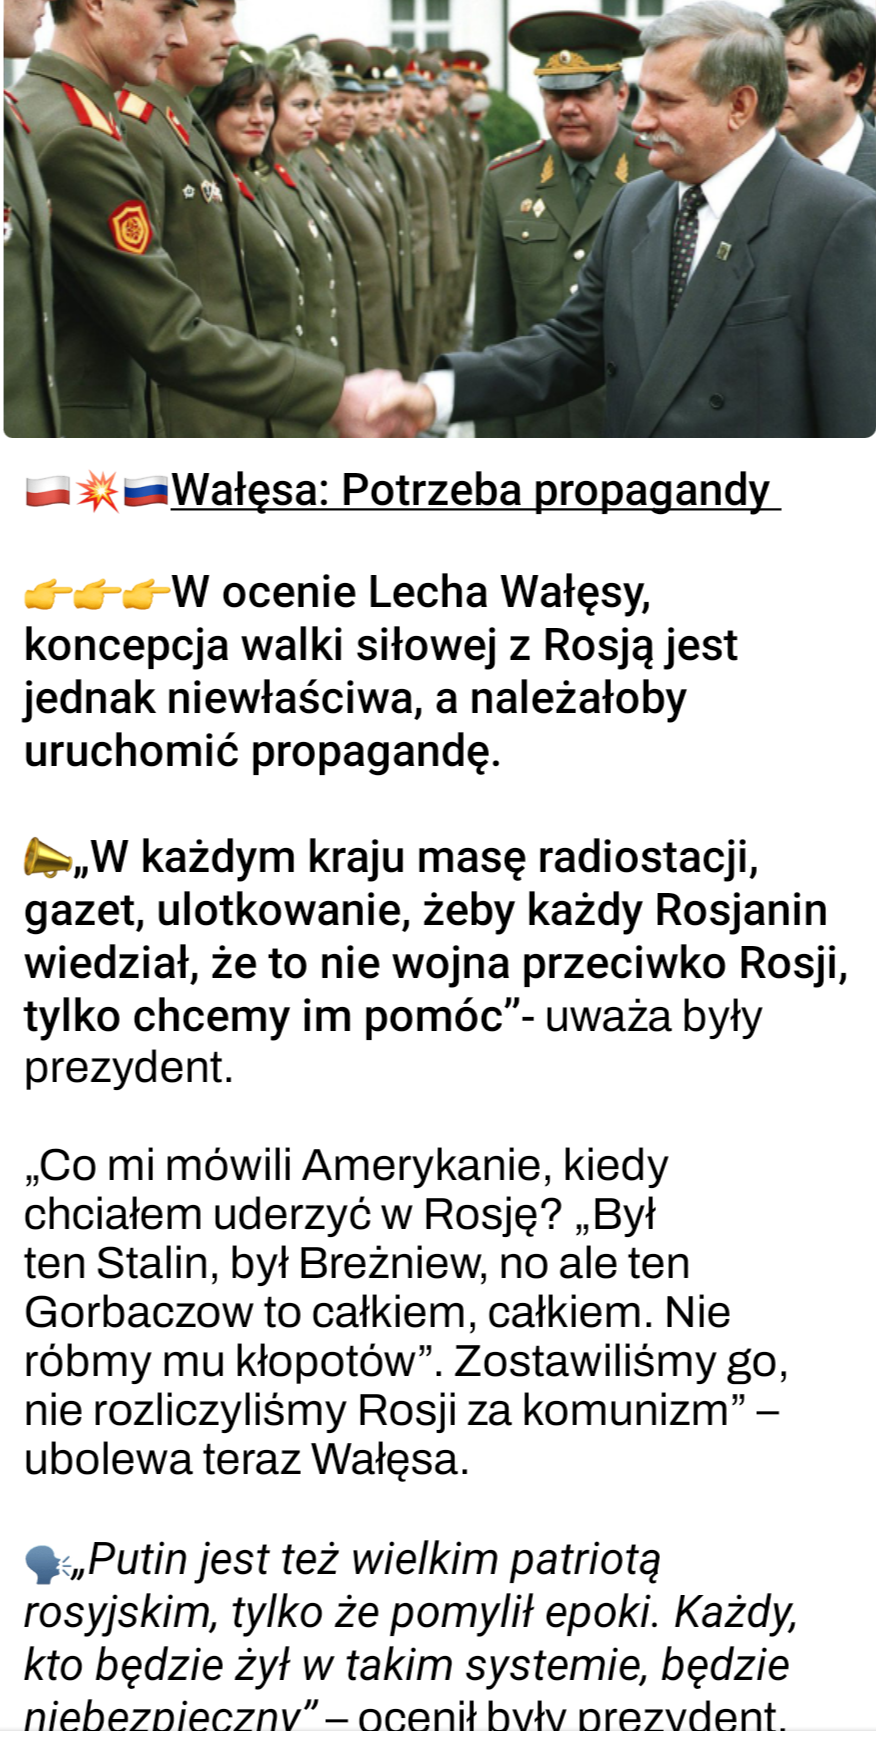 🇵🇱💥🇷🇺Wałęsa: Potrzeba propagandy
👉👉👉W ocenie Lecha Wałęsy,
koncepcja walki siłowej z Rosją jest
jednak niewłaściwa, a należałoby
uruchomić propagandę.
📣„W każdym kraju masę radiostacji,
gazet, ulotkowanie, żeby każdy Rosjanin
wiedział, że to nie wojna przeciwko Rosji,
tylko chcemy im pomóc”- uważa były
prezydent.
„Co mi mówili Amerykanie, kiedy
chciałem uderzyć w Rosję? „Był
ten Stalin, był Breżniew, no ale ten
Gorbaczow to całkiem, całkiem. Nie
róbmy mu kłopotów”. Zostawiliśmy go,
nie rozliczyliśmy Rosji za komunizm” –
ubolewa teraz Wałęsa.
🗣„Putin jest też wielkim patriotą
rosyjskim, tylko że pomylił epoki. Każdy,
kto będzie żył w takim systemie, będzie
niebezpieczny” – ocenił były prezydent.